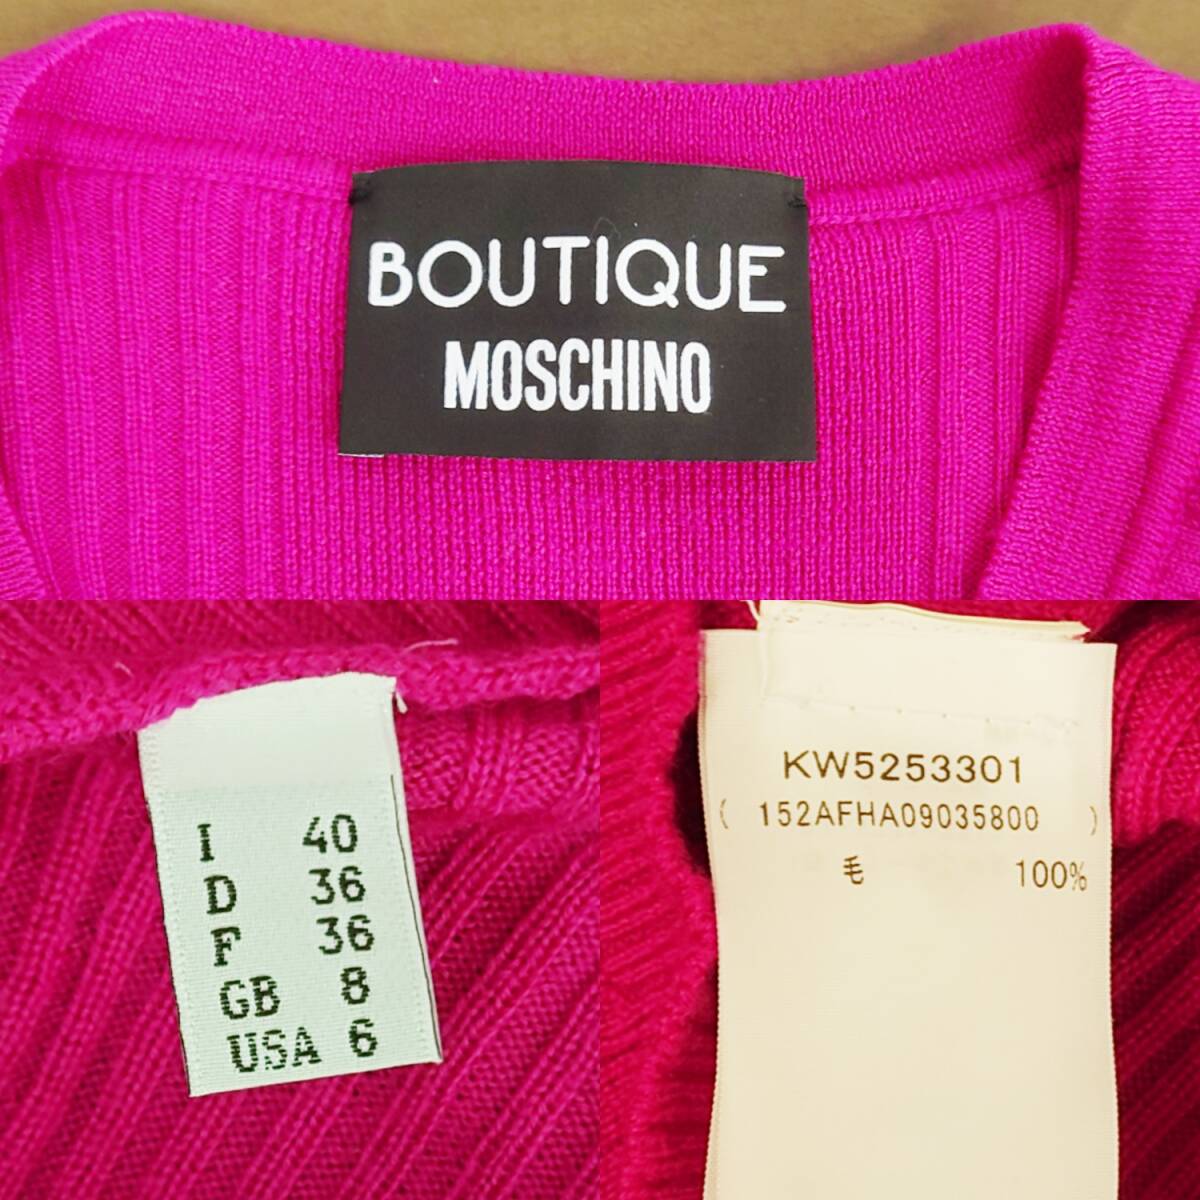 BOUTIQUE
MOSCHINO
I 40
D 36
F 36
GB 8
USA 6
KW5253301
( 152AFHA09035800 )
毛 100%